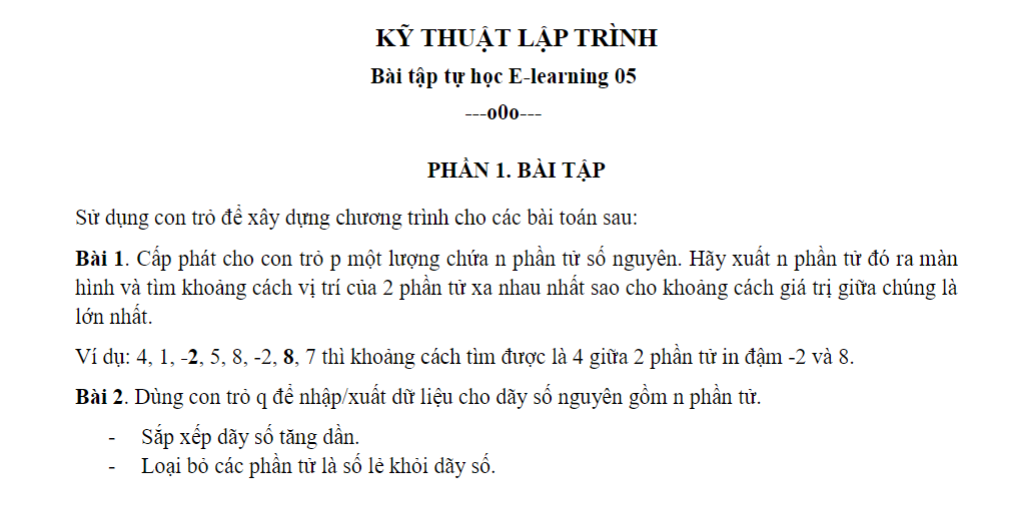 KỸ THUẬT LẬP TRÌNH
Bài tập tự học E-learning 05
---o0o---
PHẦN 1. BÀI TẬP
Sử dụng con trỏ để xây dựng chương trình cho các bài toán sau:
Bài 1. Cấp phát cho con trỏ p một lượng chứa n phần tử số nguyên. Hãy xuất n phần tử đó ra màn
hình và tìm khoảng cách vị trí của 2 phần tử xa nhau nhất sao cho khoảng cách giá trị giữa chúng là
lớn nhất.
Ví dụ: 4, 1, -2, 5, 8, -2, 8, 7 thì khoảng cách tìm được là 4 giữa 2 phần tử in đậm -2 và 8.
Bài 2. Dùng con trỏ q để nhập/xuất dữ liệu cho dãy số nguyên gồm n phần tử.
- Sắp xếp dãy số tăng dần.
- Loại bỏ các phần tử là số lẻ khỏi dãy số.